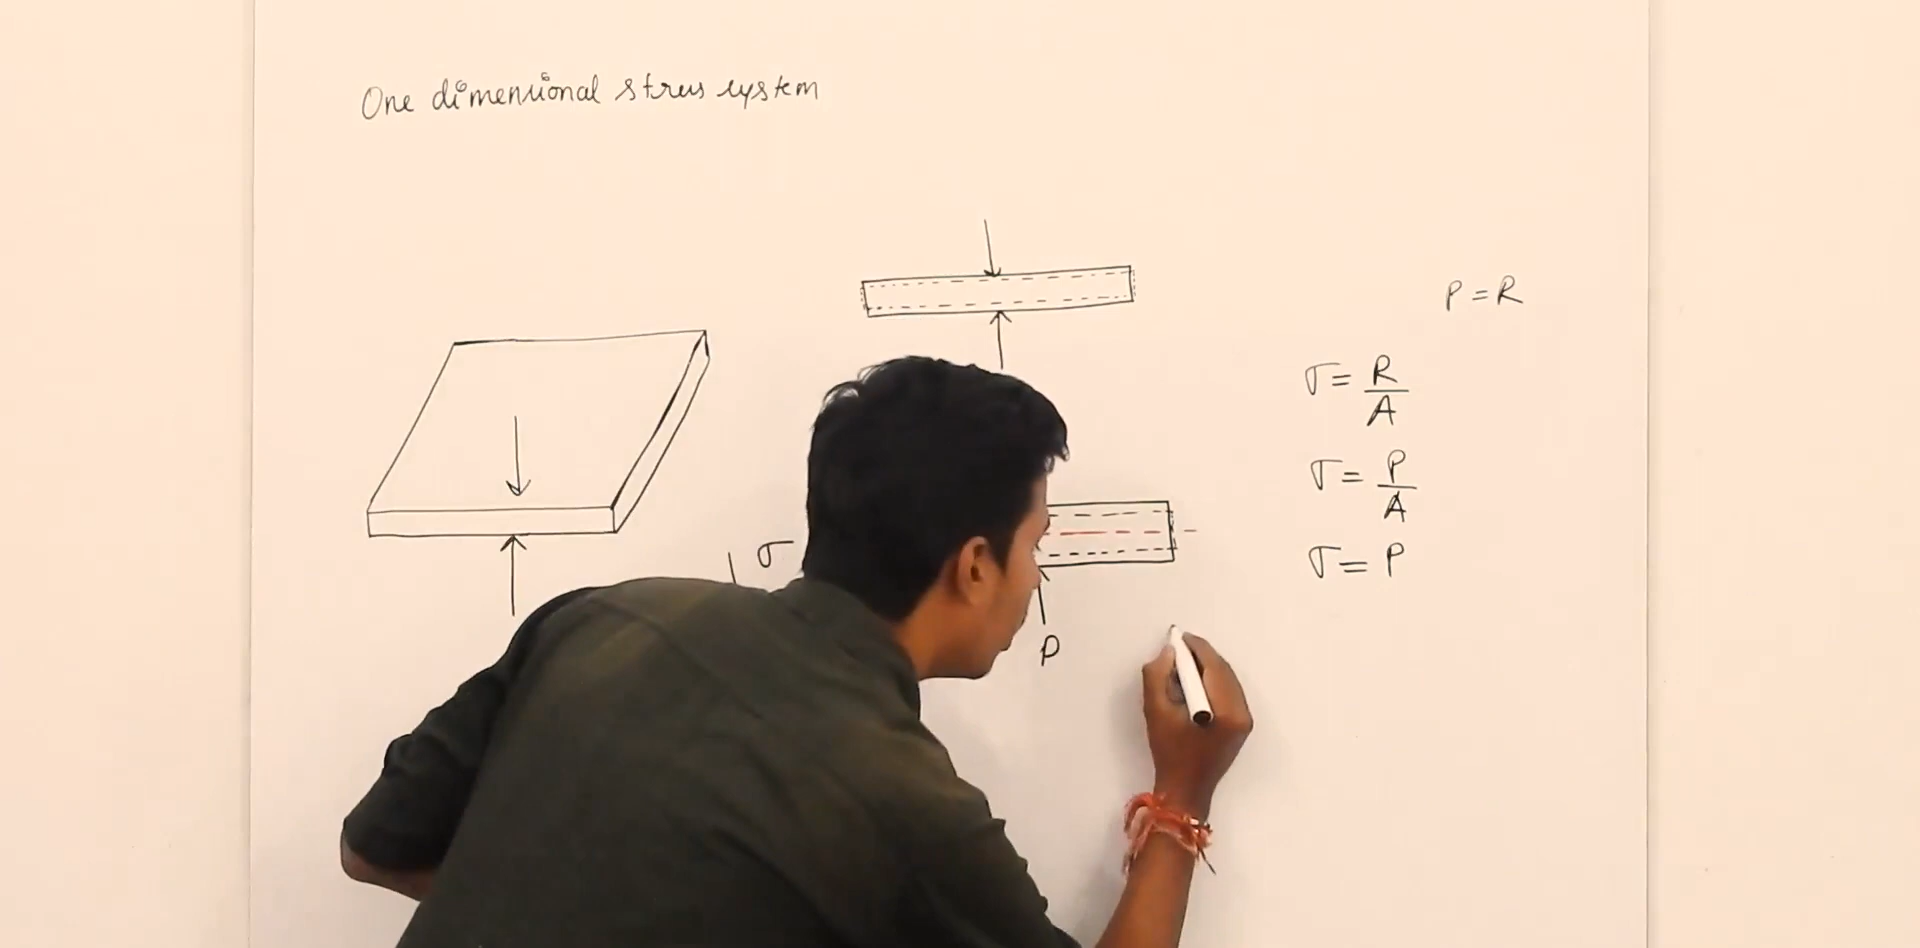 One dimensional stress system
P = R
σ = R/A
σ = P/A
σ = P
σ
P